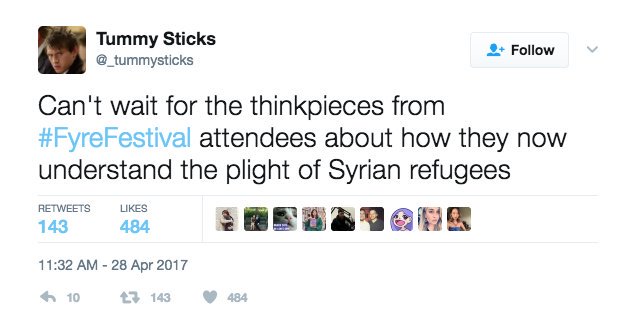 Tummy Sticks
@_tummysticks
Follow
Can't wait for the thinkpieces from
#FyreFestival attendees about how they now
understand the plight of Syrian refugees
RETWEETS LIKES
143 484
11:32 AM - 28 Apr 2017
10 143 484